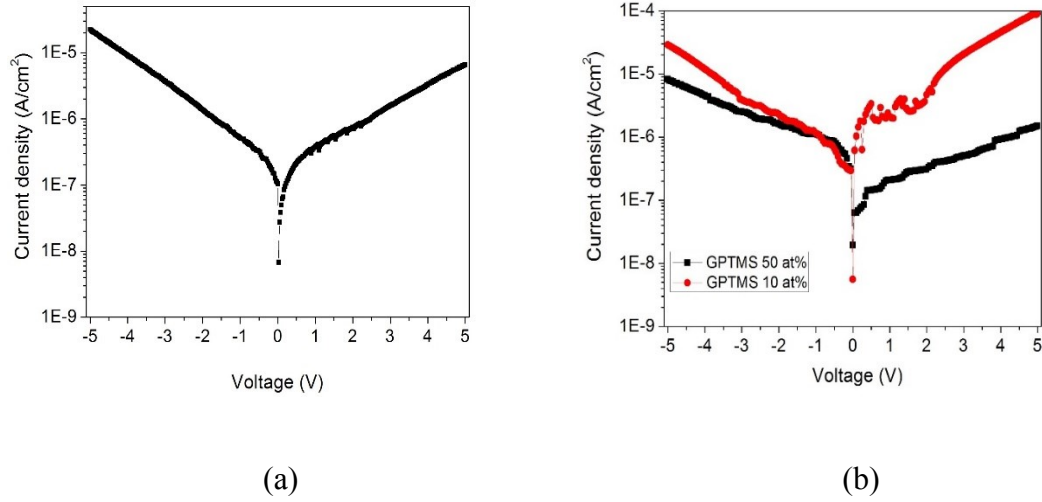 1E-5
1E-6
1E-7
1E-8
1E-9
Current density (A/cm²)
-5 -4 -3 -2 -1 0 1 2 3 4 5
Voltage (V)
(a)
1E-4
1E-5
1E-6
1E-7
1E-8
1E-9
Current density (A/cm²)
GPTMS 50 at%
GPTMS 10 at%
-5 -4 -3 -2 -1 0 1 2 3 4 5
Voltage (V)
(b)